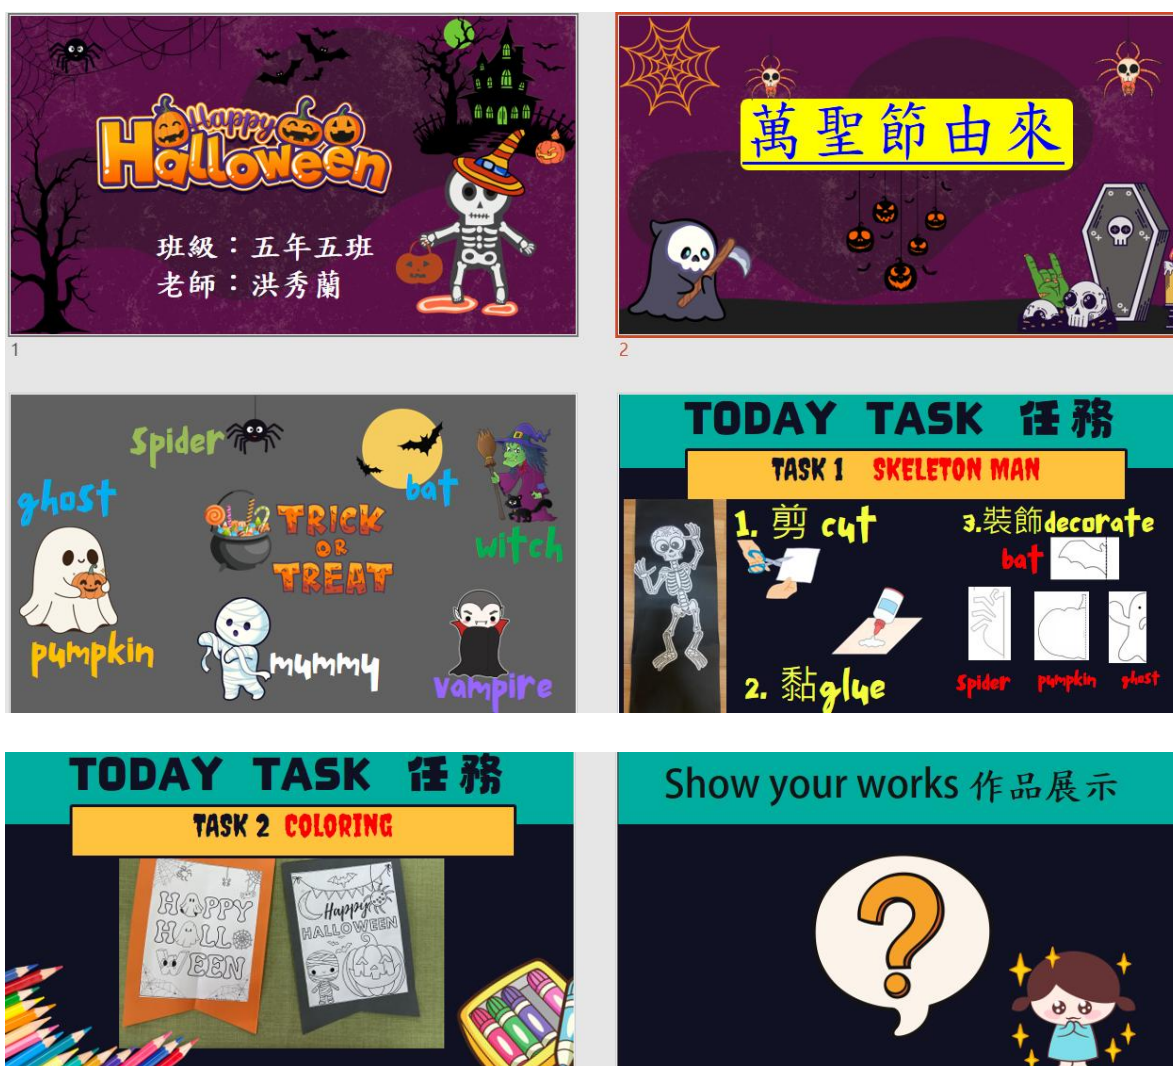 Happy
Halloween
班級：五年五班
老師：洪秀蘭
1
萬聖節由來
2
Spider
ghost
bat
TRICK
OR
TREAT
witch
pumpkin
mummy
vampire
TODAY TASK 任務
TASK 1 SKELETON MAN
1. 剪 cut
3.裝飾decorate
bat
2. 黏glue
Spider pumpkin ghost
TODAY TASK 任務
TASK 2 COLORING
HAPPY
HALLO
WEEN
Happy
HALLOWEEN
Show your works 作品展示
?